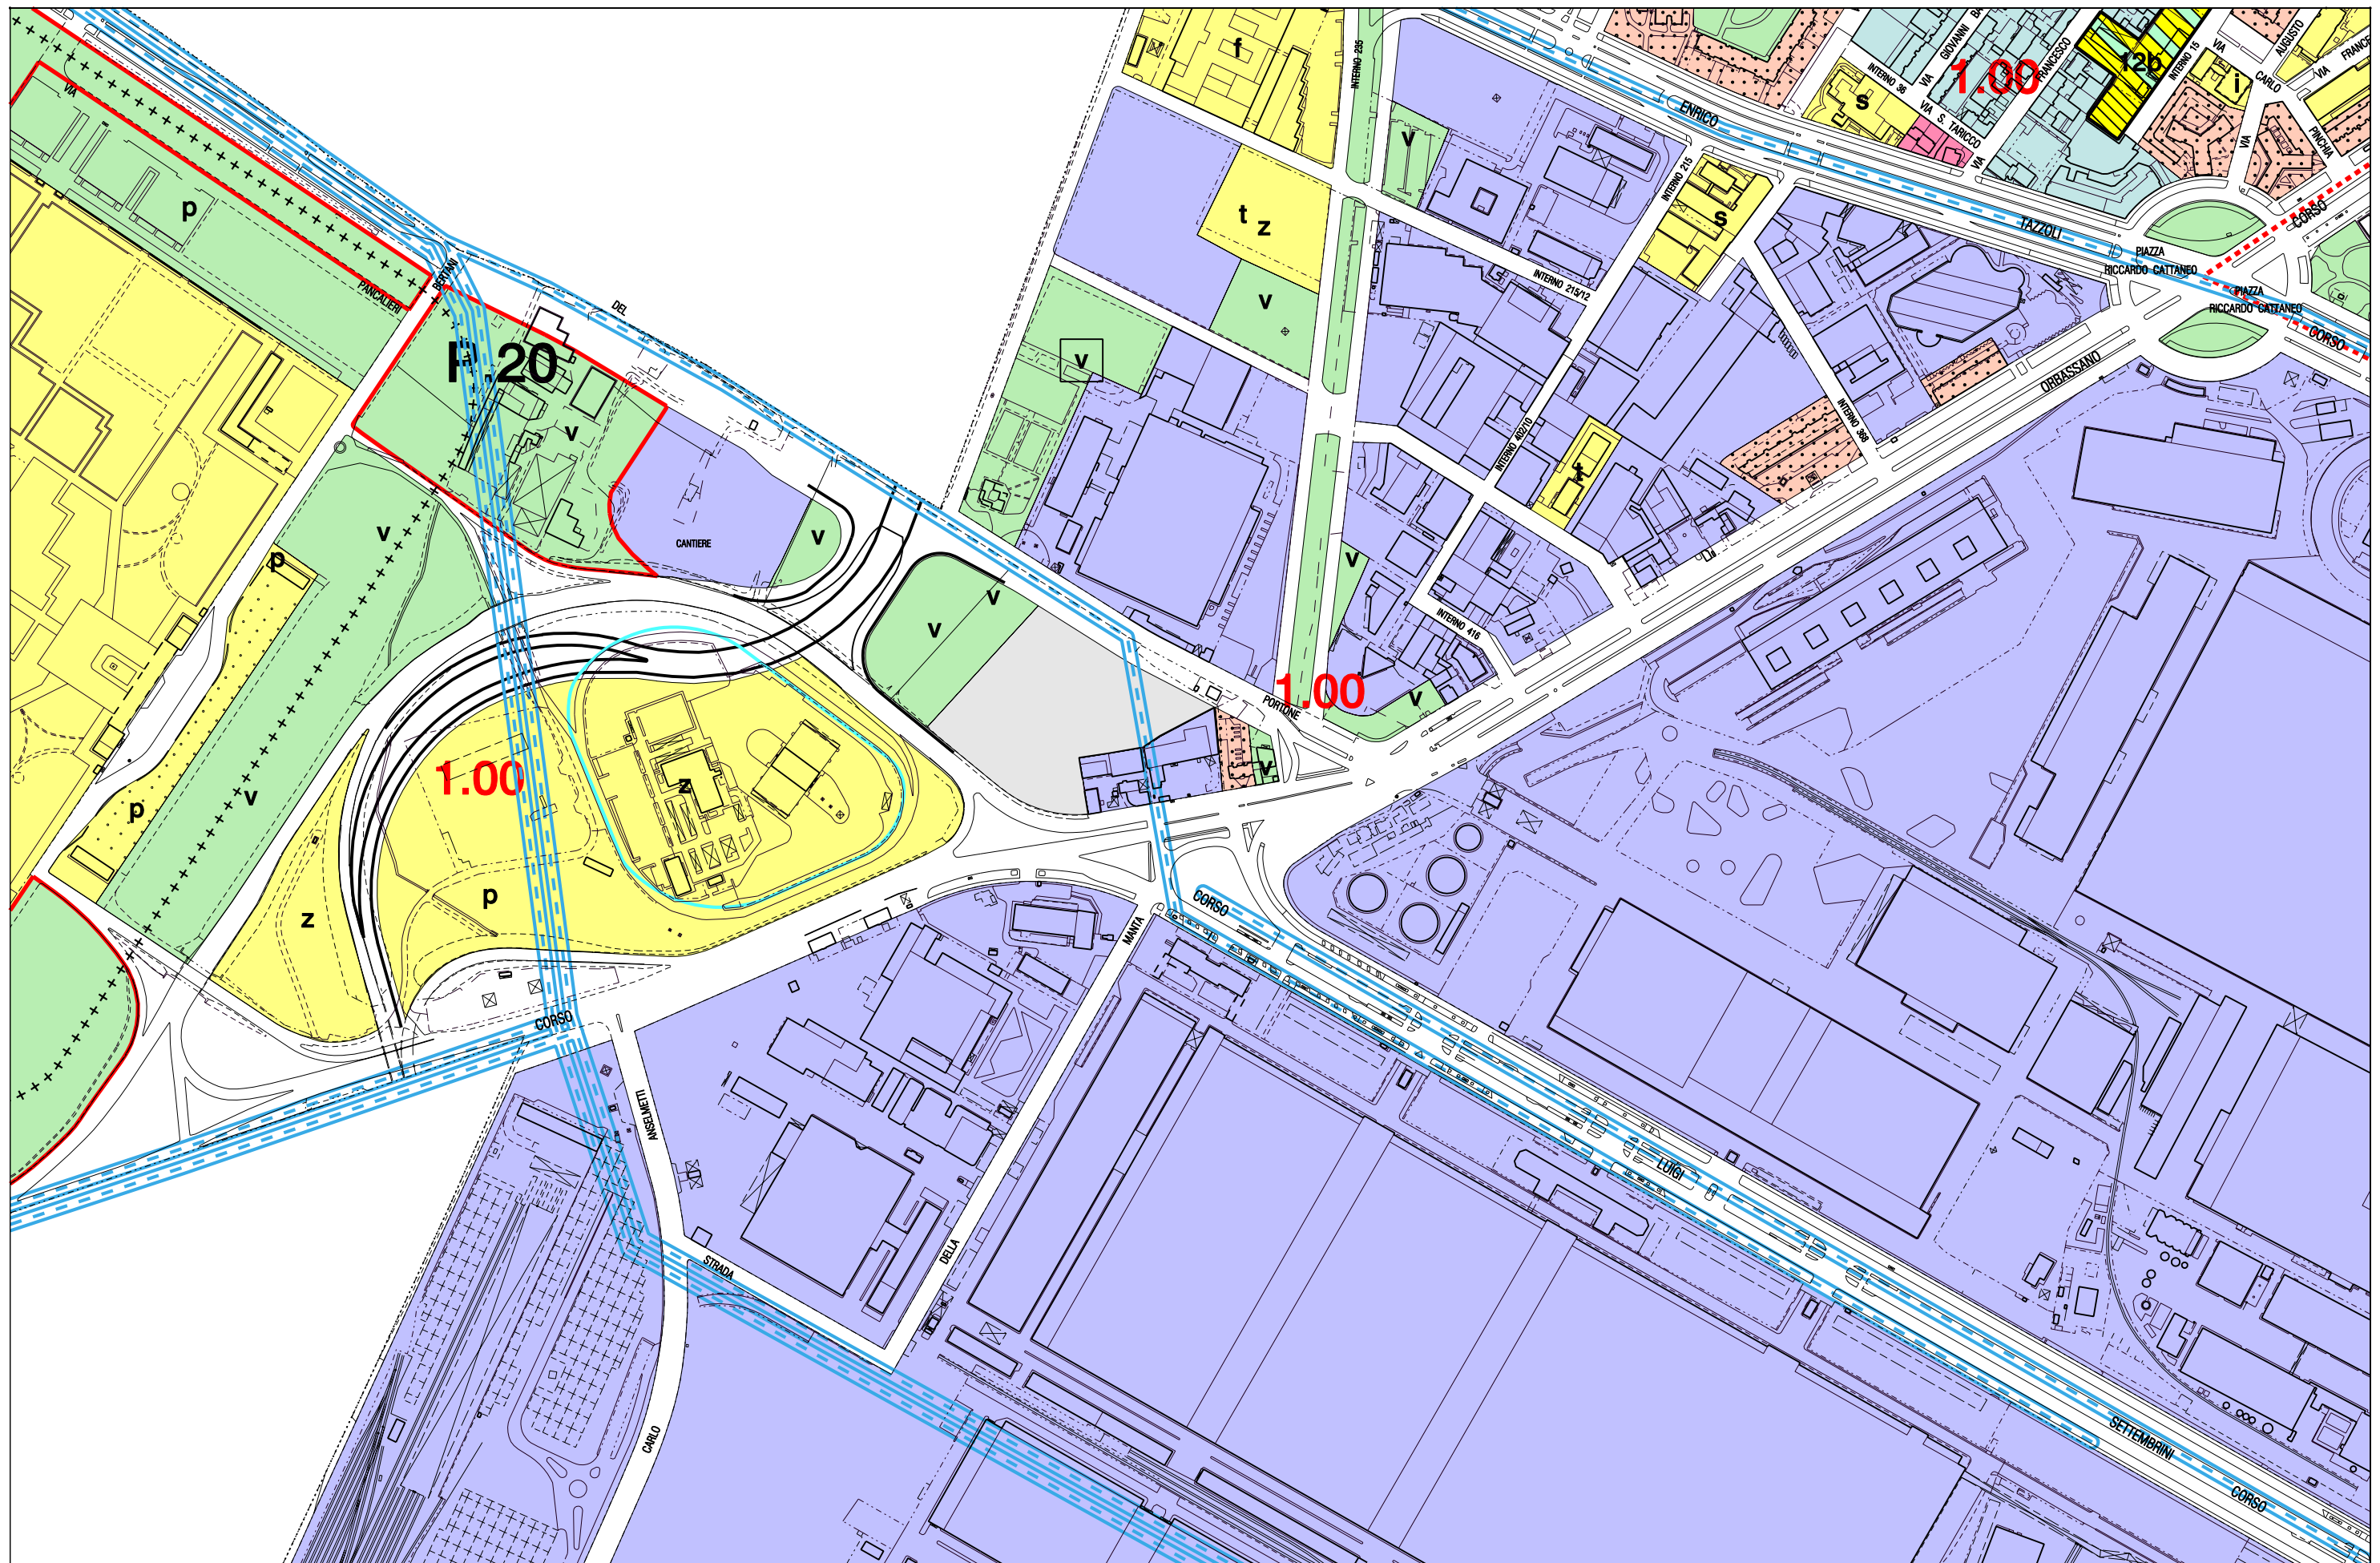 f
INTERNO 235
ENRICO
VIA
GIOVANNI
FRANCESCO
12b
INTERNO 15
VIA
CARLO
AUGUSTO
VIA
INTERNO 36
VIA
1.00
s
i
VIA
S. TARICCO
VIA
VIA
PINCHIA
VIA
v
p
t z
INTERNO 215
s
TAZZOLI
CORSO
PIAZZA
RICCARDO CATTANEO
PIAZZA
RICCARDO CATTANEO
CORSO
BERTANI
PANCALIERI
DEL
INTERNO 215/12
v
v
ORBASSANO
P.20
v
INTERNO 402/10
INTERNO 368
t
v
CANTIERE
v
p
v
v
v
INTERNO 416
1.00
PORTONE
v
1.00
z
v
p
v
z
p
CORSO
MANTA
CORSO
ANSELMETTI
LUIGI
STRADA
DELLA
CARLO
SETTEMBRINI
CORSO